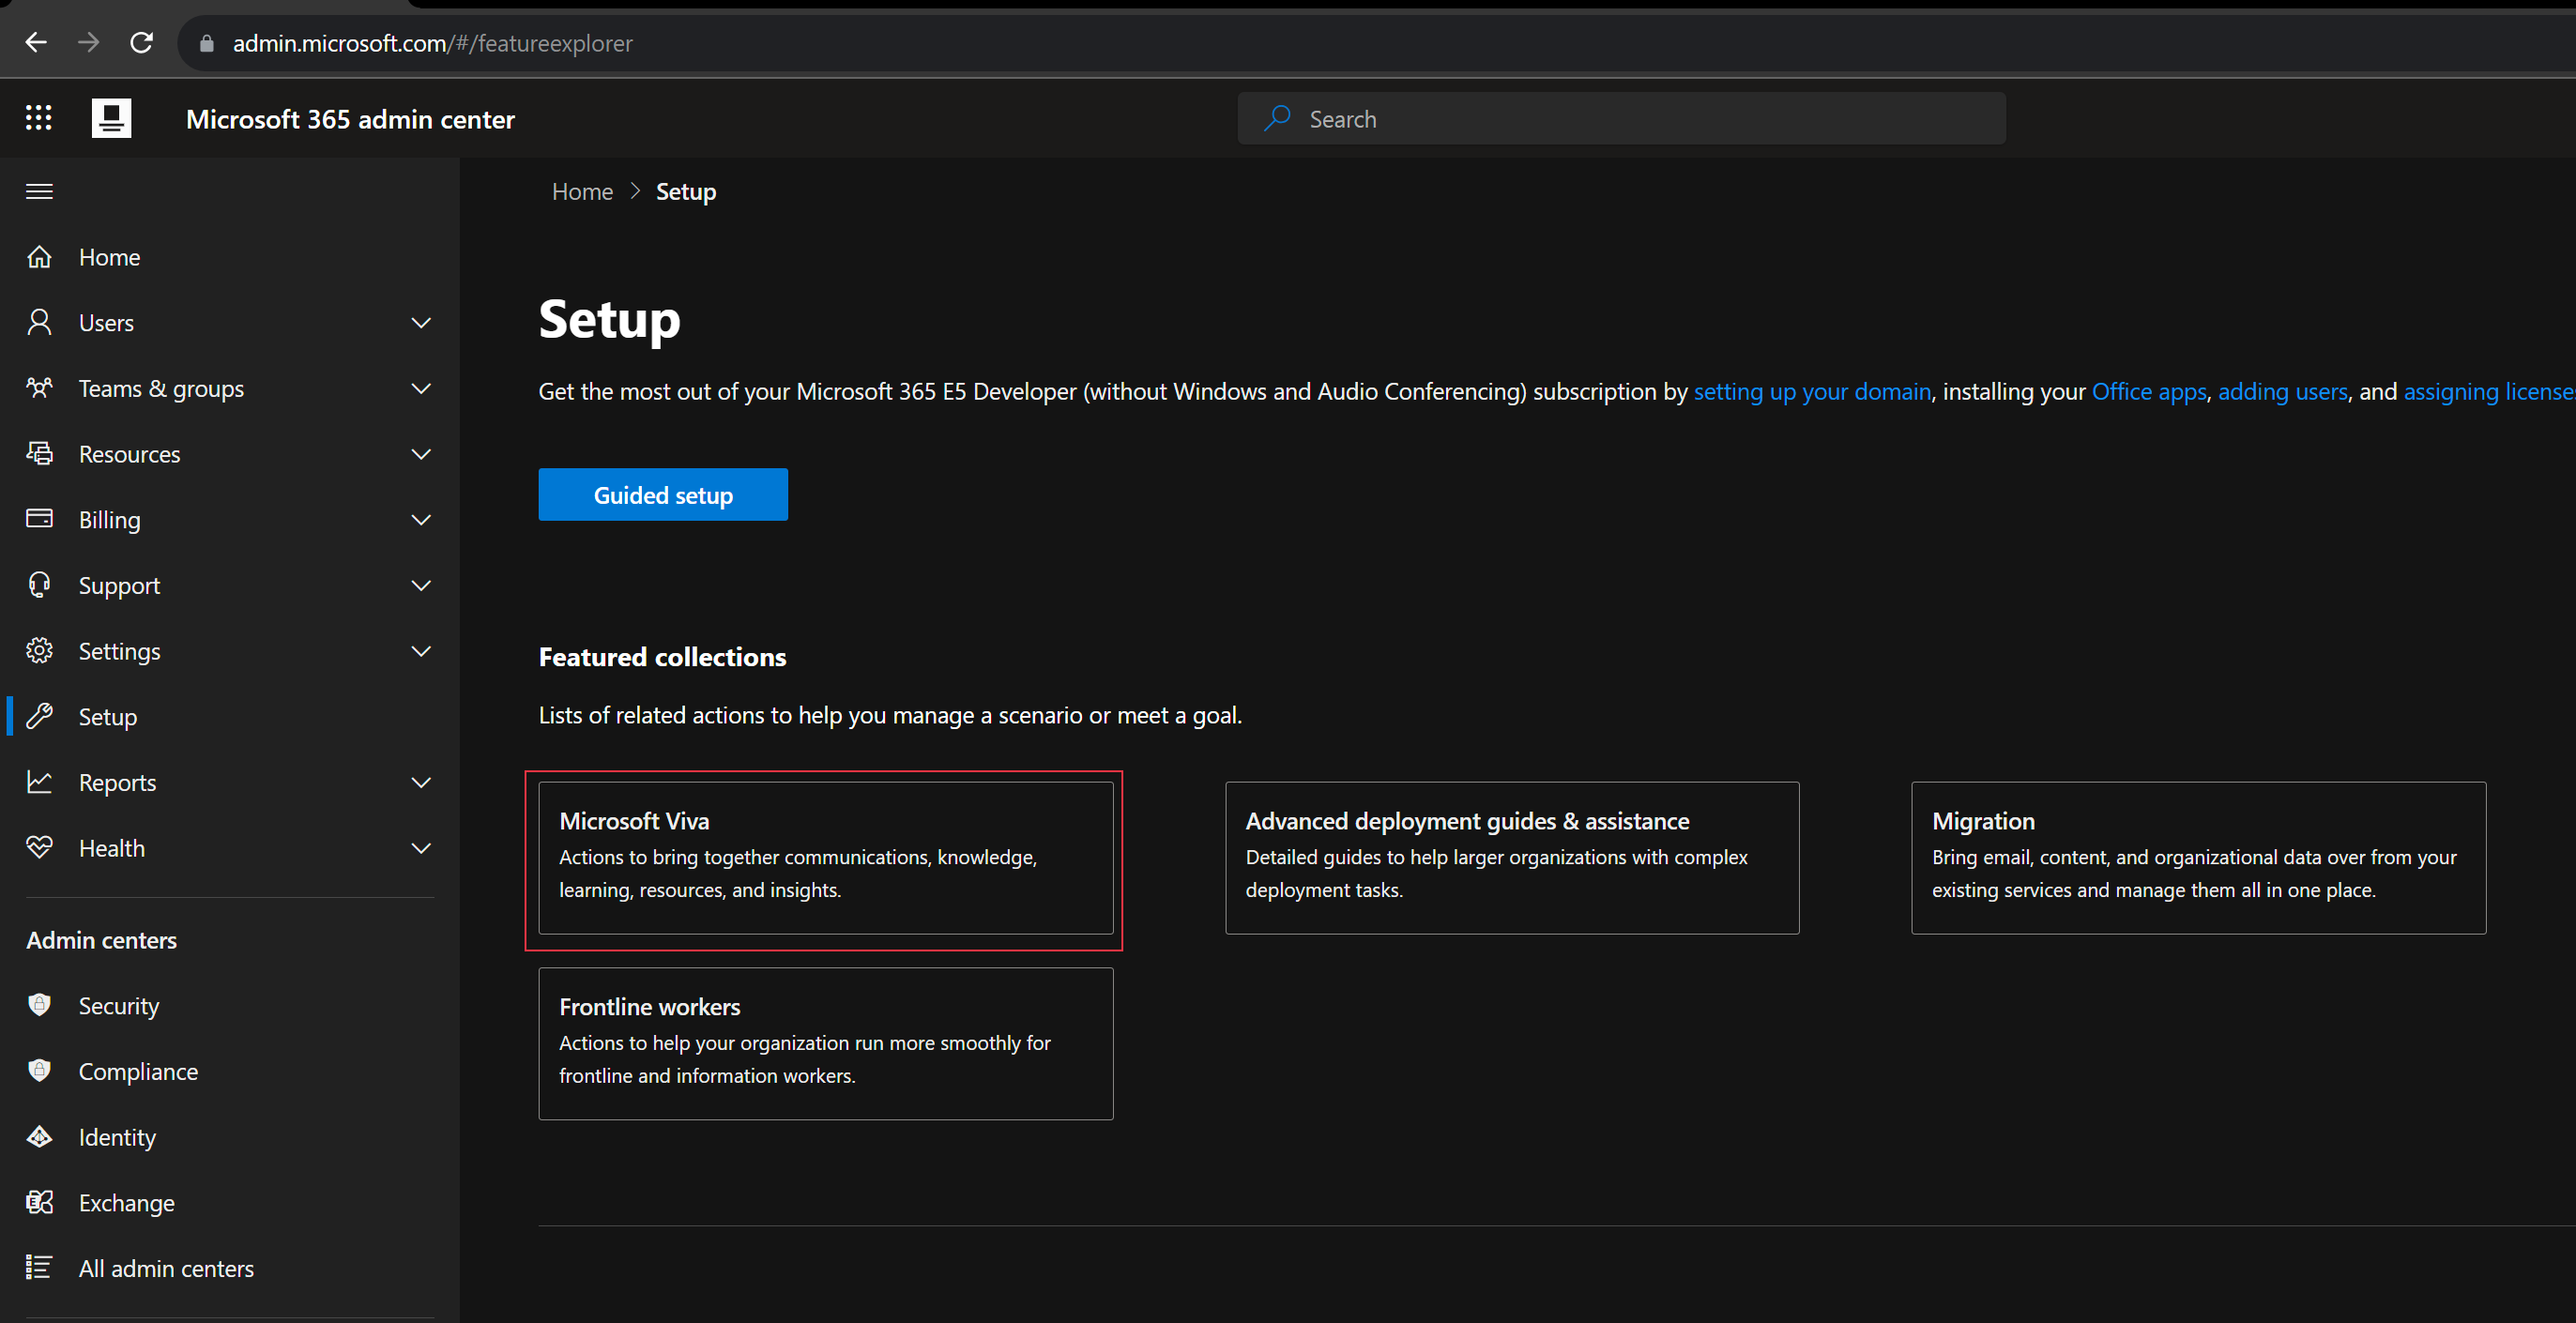 admin.microsoft.com/#/featureexplorer
Microsoft 365 admin center
Search
Home
Users
Teams & groups
Resources
Billing
Support
Settings
Setup
Reports
Health
Admin centers
Security
Compliance
Identity
Exchange
All admin centers
Home > Setup
Setup
Get the most out of your Microsoft 365 E5 Developer (without Windows and Audio Conferencing) subscription by setting up your domain, installing your Office apps, adding users, and assigning license
Guided setup
Featured collections
Lists of related actions to help you manage a scenario or meet a goal.
Microsoft Viva
Actions to bring together communications, knowledge,
learning, resources, and insights.
Advanced deployment guides & assistance
Detailed guides to help larger organizations with complex
deployment tasks.
Migration
Bring email, content, and organizational data over from your
existing services and manage them all in one place.
Frontline workers
Actions to help your organization run more smoothly for
frontline and information workers.